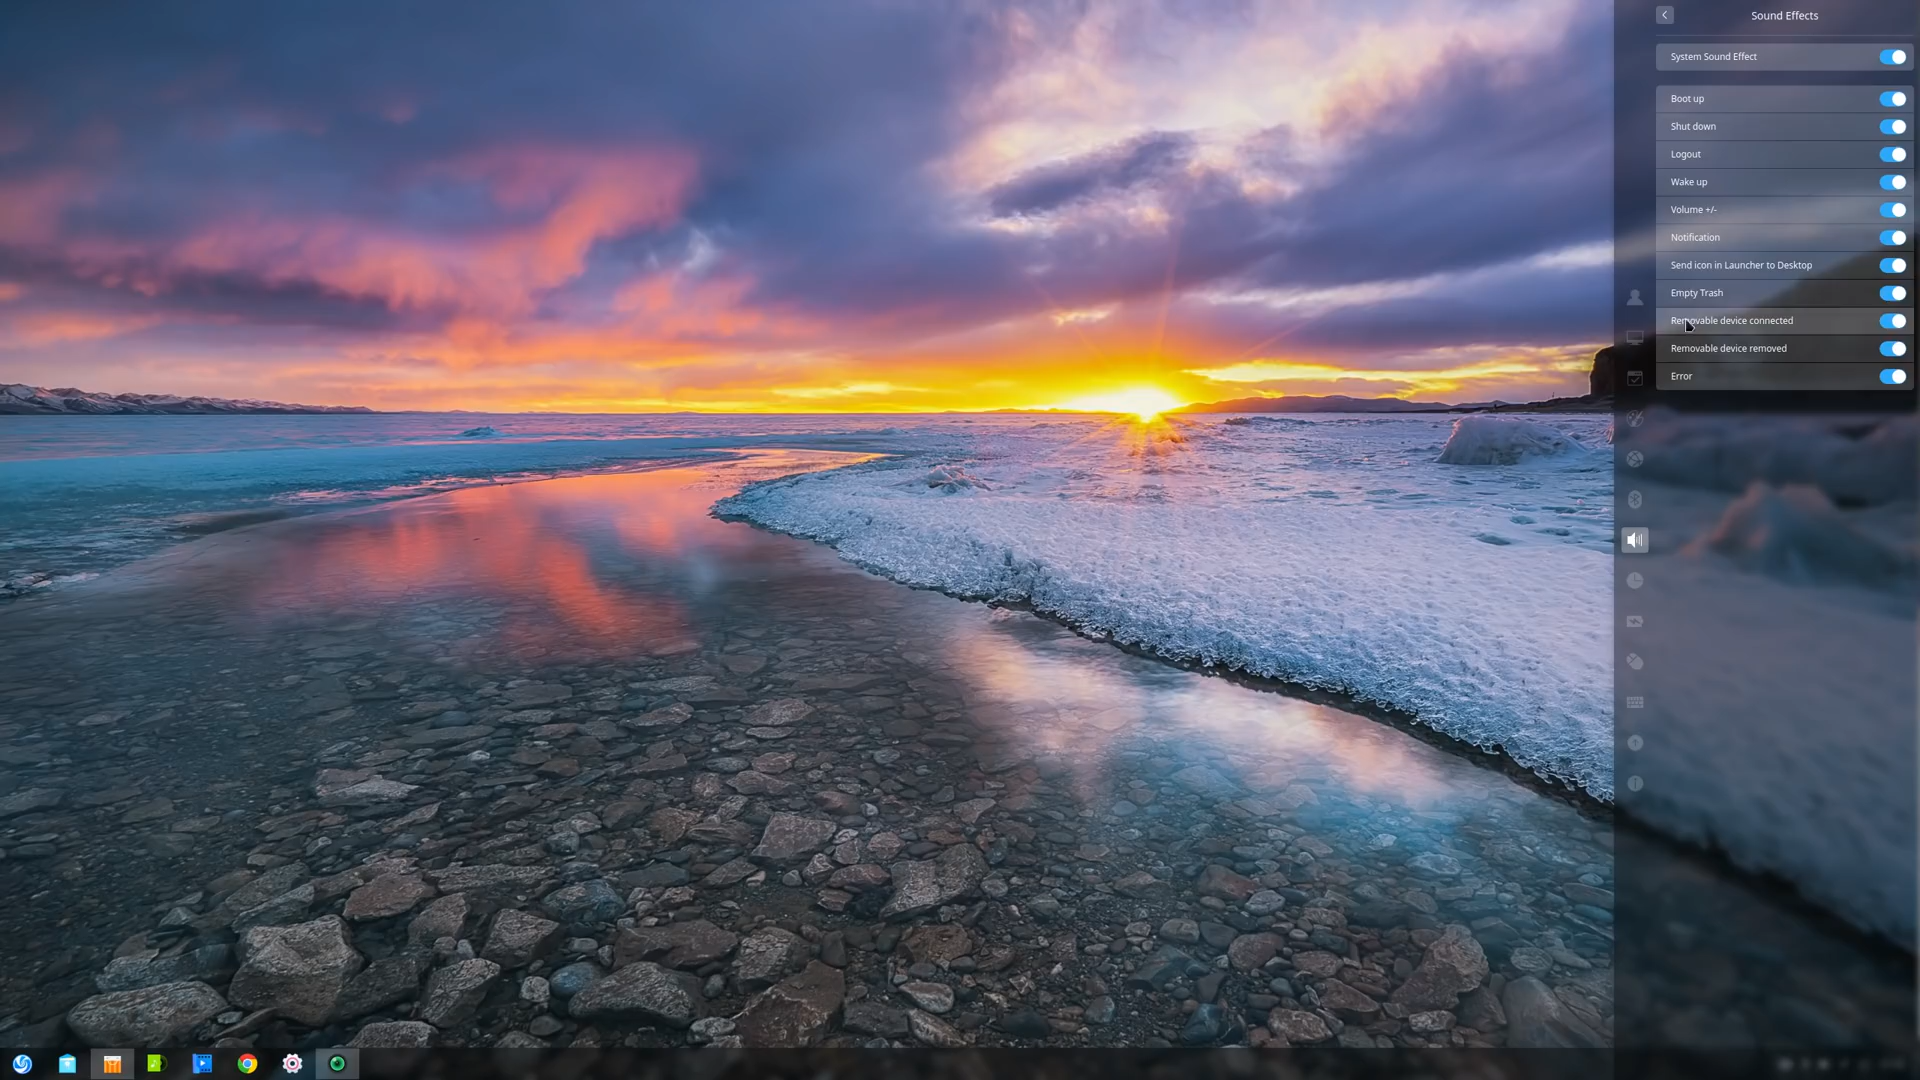 Sound Effects
System Sound Effect
Boot up
Shut down
Logout
Wake up
Volume +/-
Notification
Send icon in Launcher to Desktop
Empty Trash
Removable device connected
Removable device removed
Error